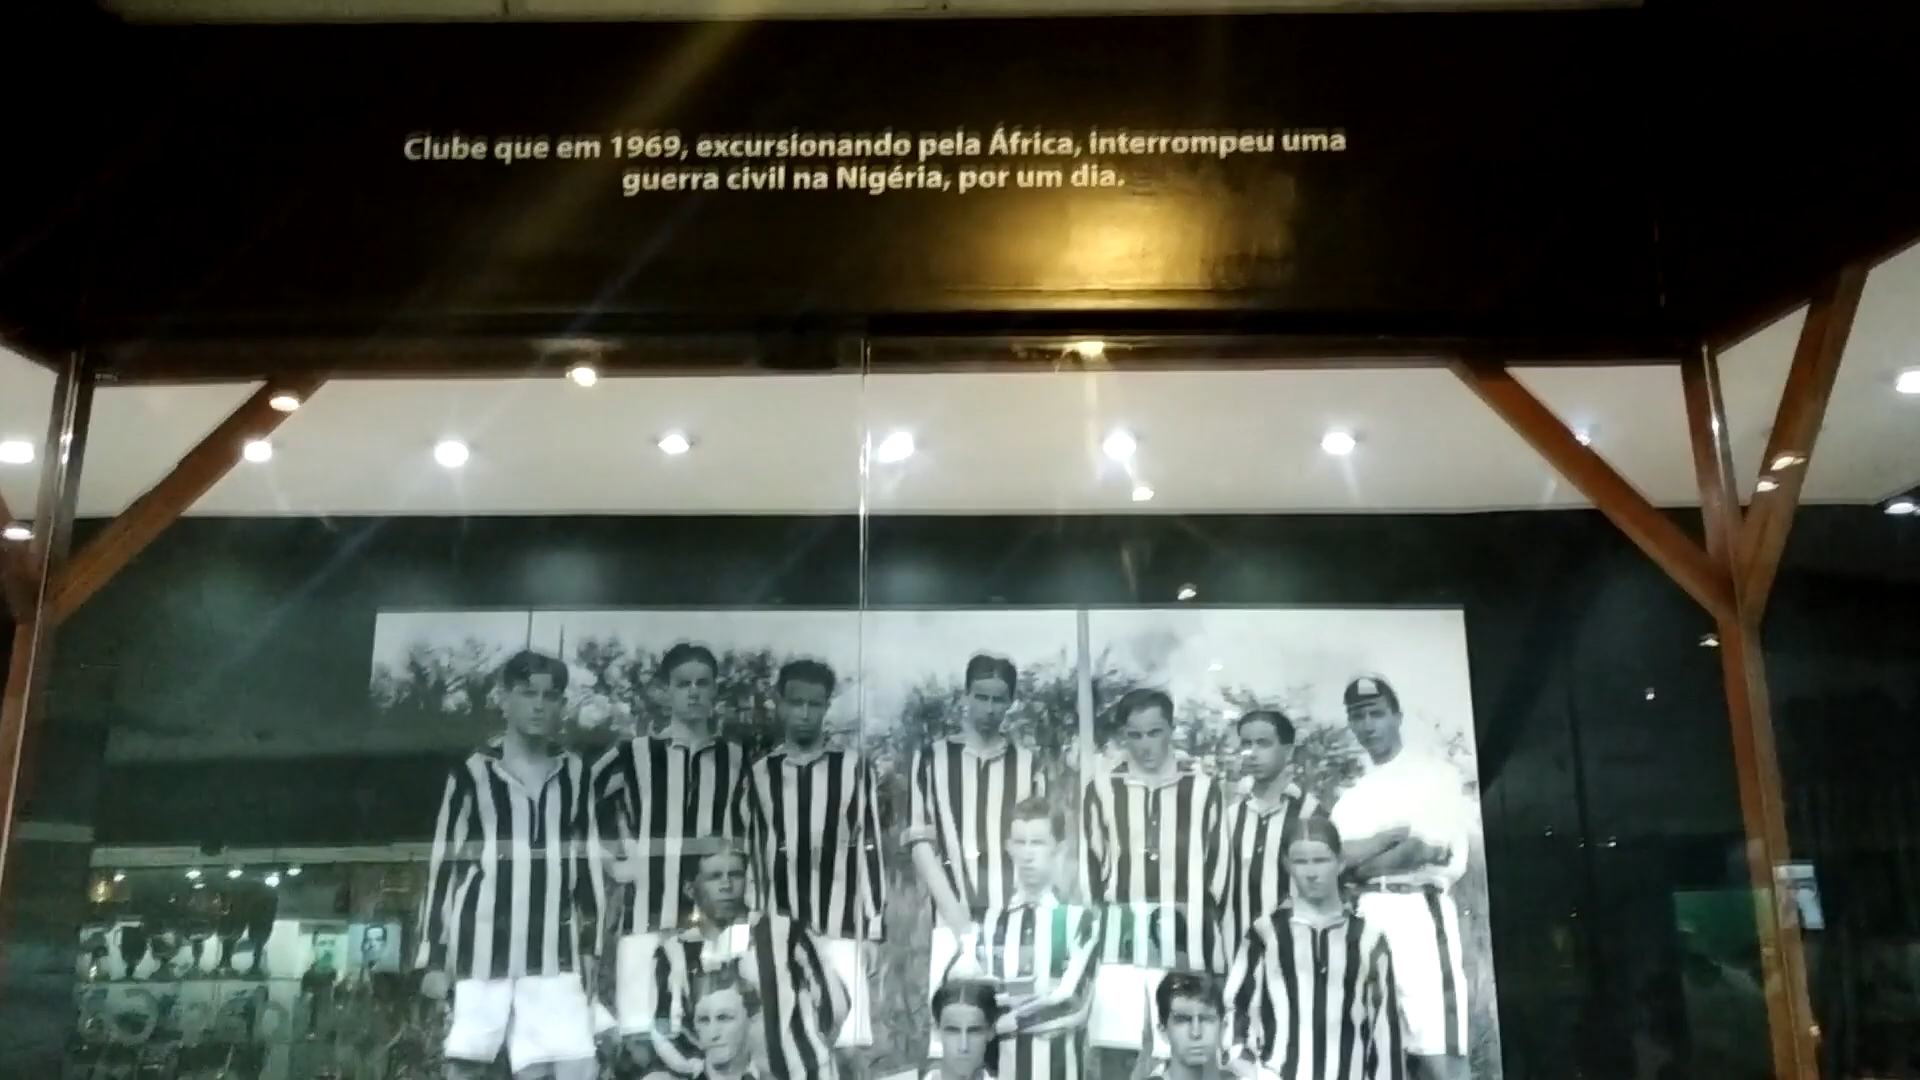 Clube que em 1969, excursionando pela África, interrompeu uma
guerra civil na Nigéria, por um dia.